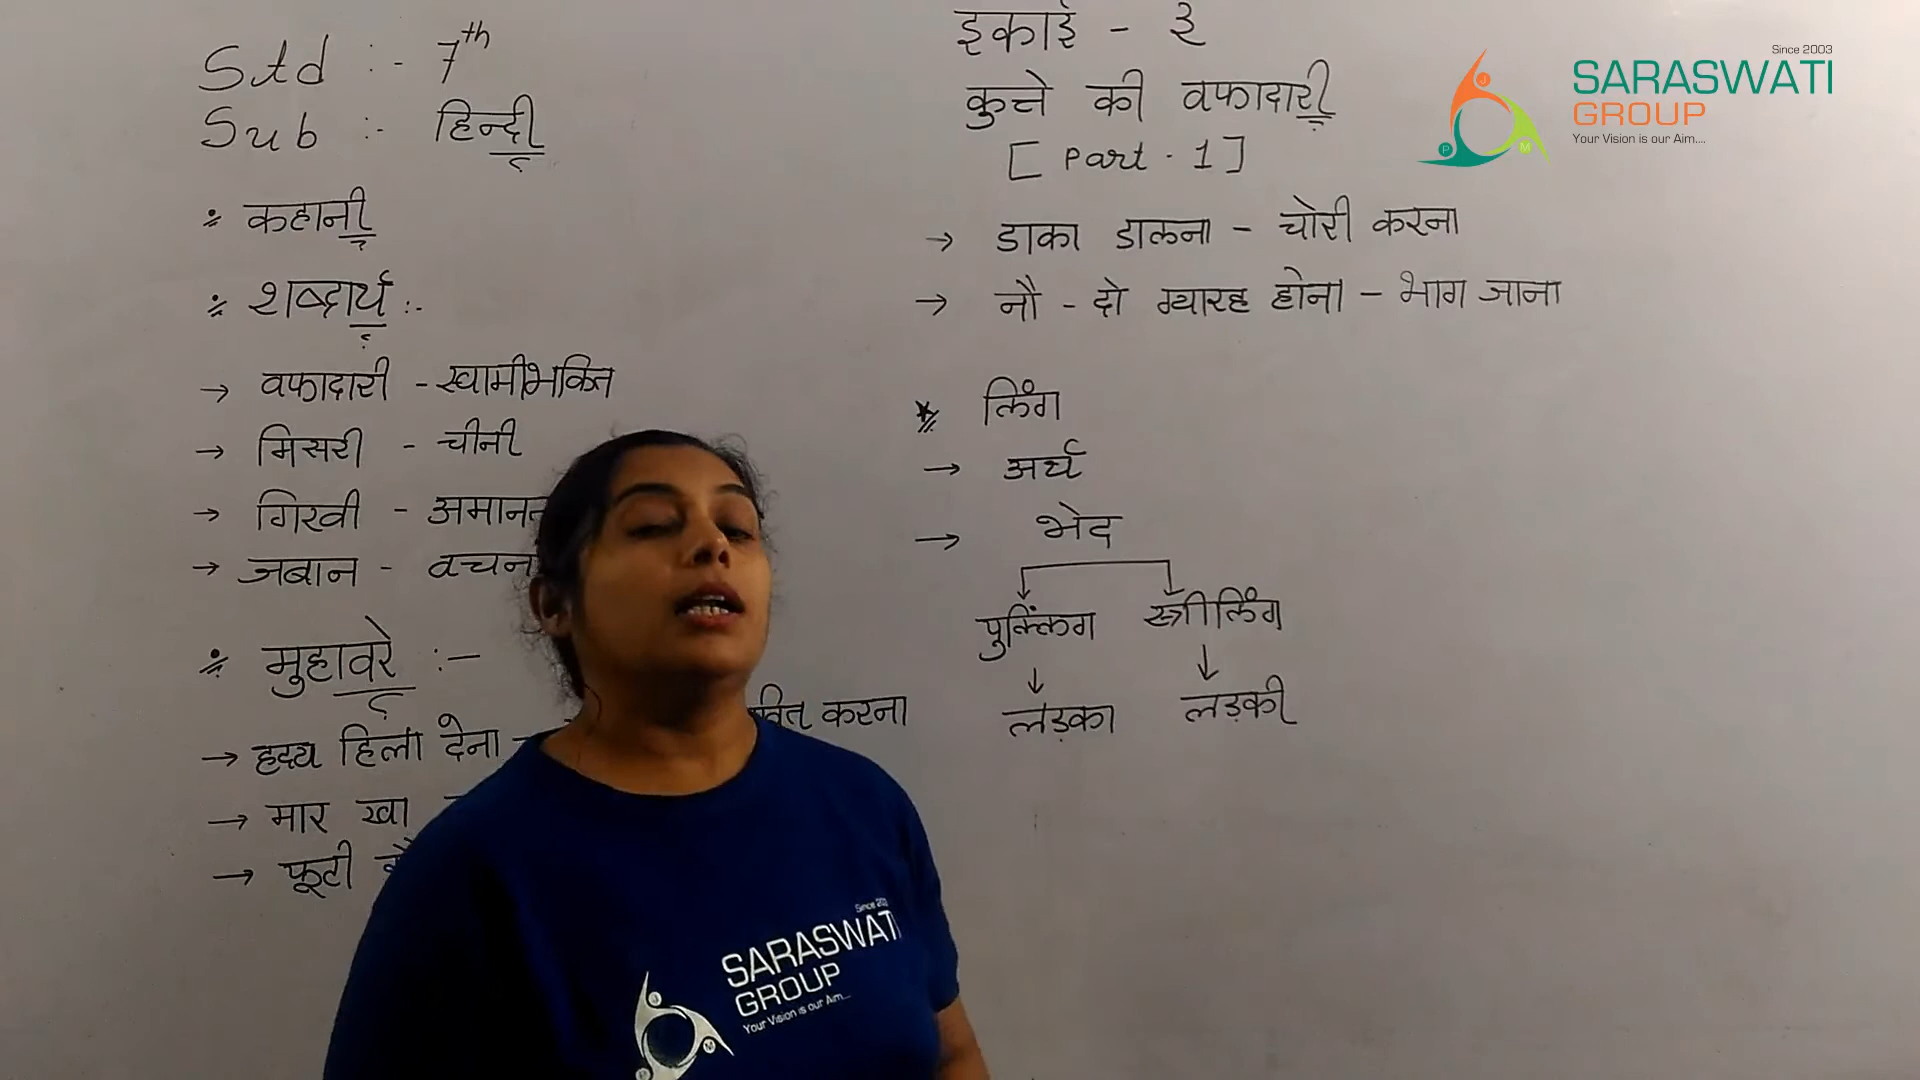 Std :- 7th
Sub :- हिन्दी
कहानी
शब्दार्थ :-
→ वफादारी - स्वामीभक्ति
→ मिसरी - चीनी
→ गिरवी - अमानत
→ जबान - वचन
मुहावरे :-
→ हृदय हिला देना - करना
→ मार खा
→ फूटी
इकाई - ३
कुत्ते की वफादारी
[Part - 1]
→ डाका डालना - चोरी करना
→ नौ - दो ग्यारह होना - भाग जाना
* लिंग
→ अर्थ
→ भेद
पुल्लिंग स्त्रीलिंग
↓ ↓
लड़का लड़की
Since 2003
SARASWATI
GROUP
Your Vision is our Aim....
J
P M
SARASWATI
GROUP
Your Vision is our Aim...